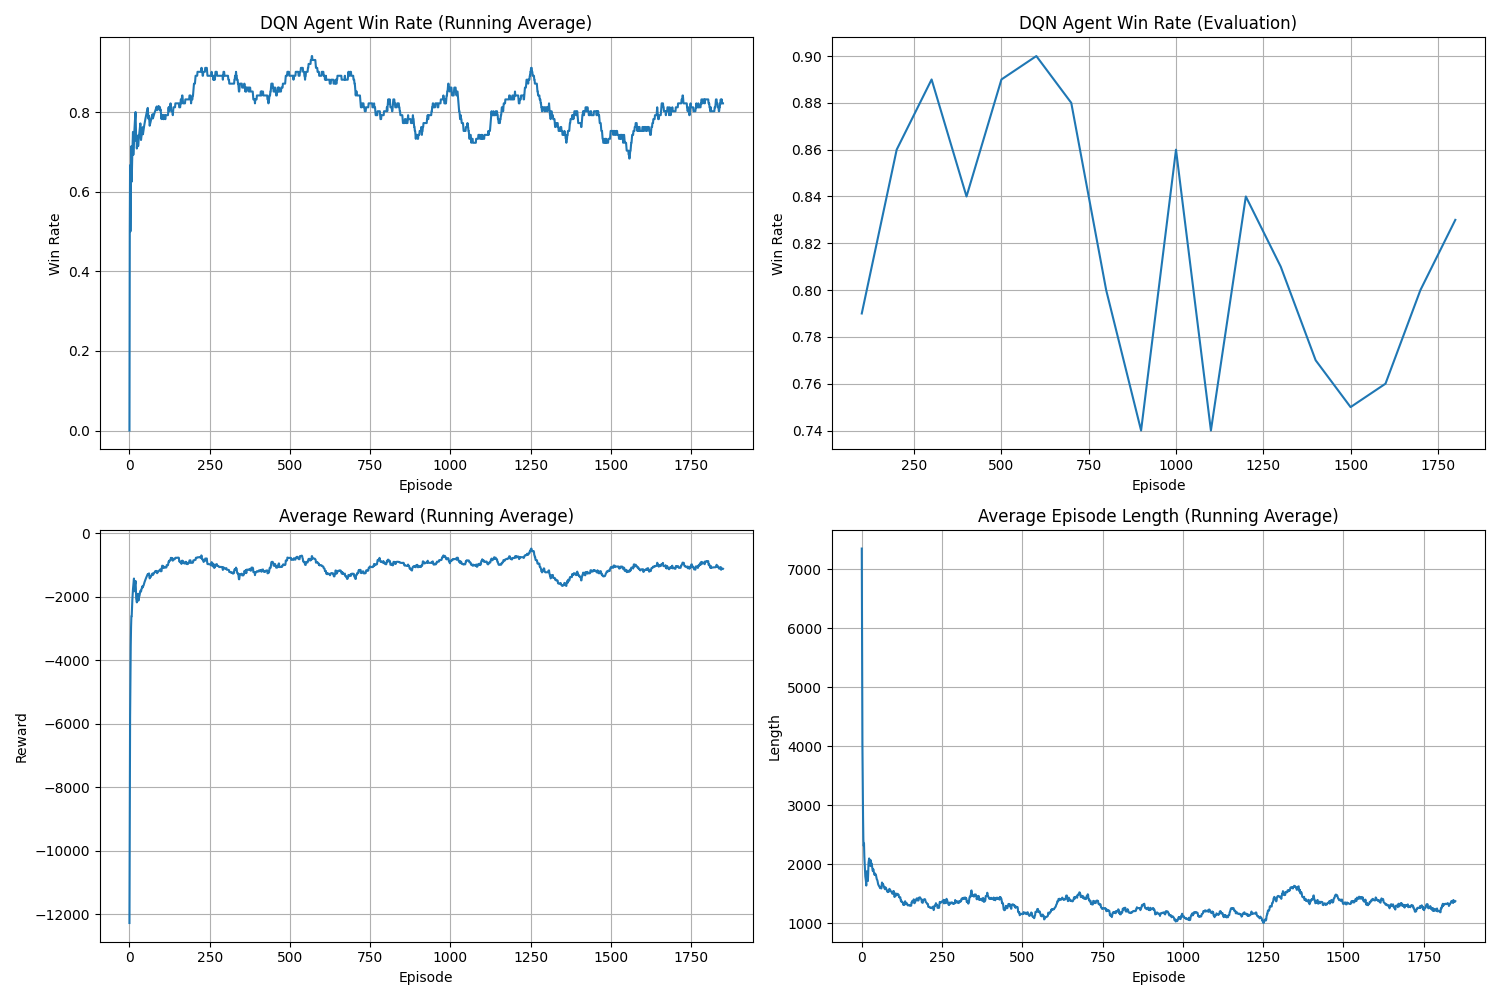 DQN Agent Win Rate (Running Average)
Win Rate
0.8
0.6
0.4
0.2
0.0
0 250 500 750 1000 1250 1500 1750
Episode
DQN Agent Win Rate (Evaluation)
Win Rate
0.90
0.88
0.86
0.84
0.82
0.80
0.78
0.76
0.74
250 500 750 1000 1250 1500 1750
Episode
Average Reward (Running Average)
Reward
0
−2000
−4000
−6000
−8000
−10000
−12000
0 250 500 750 1000 1250 1500 1750
Episode
Average Episode Length (Running Average)
Length
7000
6000
5000
4000
3000
2000
1000
0 250 500 750 1000 1250 1500 1750
Episode